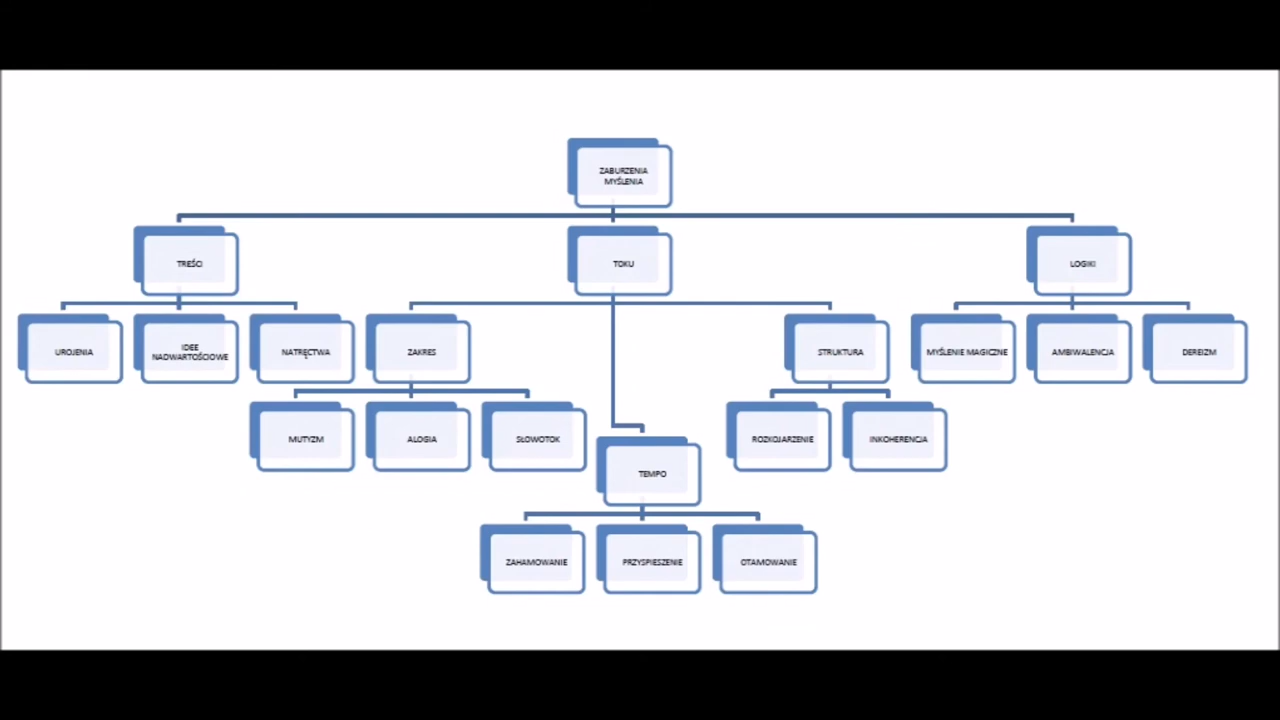 ZABURZENIA
MYŚLENIA
TREŚCI
TOKU
LOGIKI
UROJENIA
IDEE
NADWARTOŚCIOWE
NATRĘCTWA
ZAKRES
STRUKTURA
MYŚLENIE MAGICZNE
AMBIWALENCJA
DEREIZM
MUTYZM
ALOGIA
SŁOWOTOK
ROZKOJARZENIE
INKOHERENCJA
TEMPO
ZAHAMOWANIE
PRZYSPIESZENIE
OTAMOWANIE